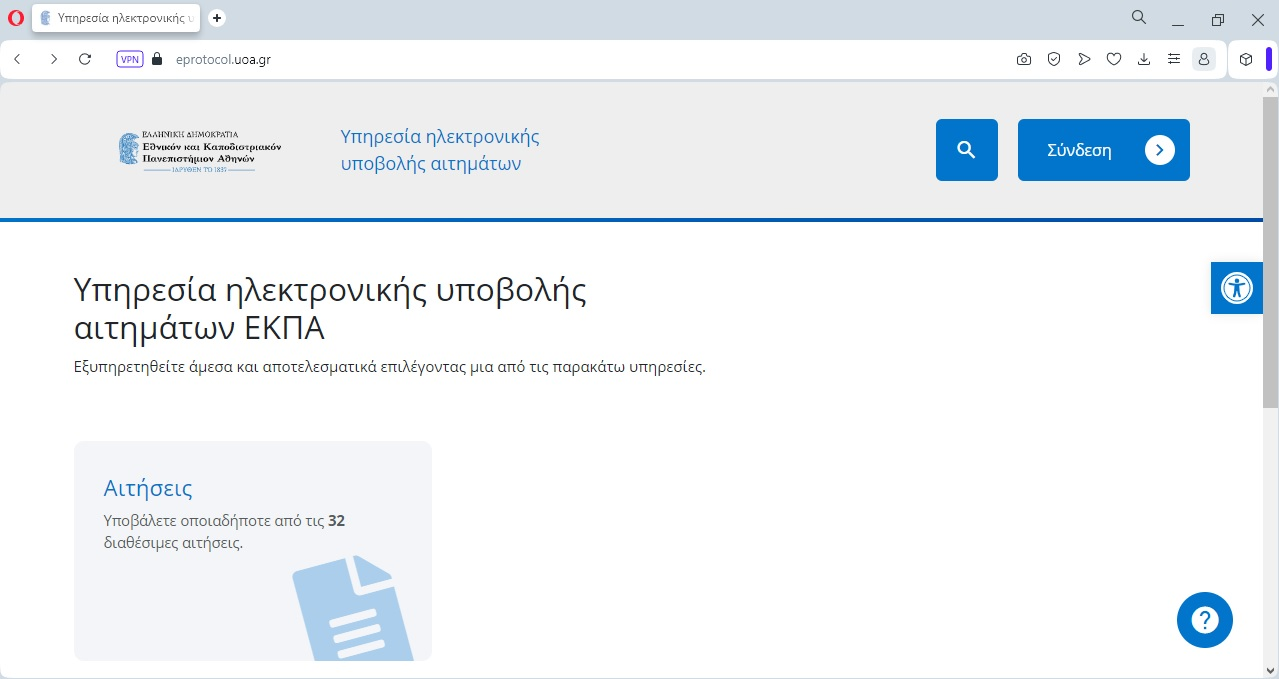 Υπηρεσία ηλεκτρονικής υ
VPN
eprotocol.uoa.gr
ΕΛΛΗΝΙΚΗ ΔΗΜΟΚΡΑΤΙΑ
Εθνικόν και Καποδιστριακόν
Πανεπιστήμιον Αθηνών
ΙΔΡΥΘΕΝ ΤΟ 1837
Υπηρεσία ηλεκτρονικής
υποβολής αιτημάτων
Σύνδεση
Υπηρεσία ηλεκτρονικής υποβολής
αιτημάτων ΕΚΠΑ
Εξυπηρετηθείτε άμεσα και αποτελεσματικά επιλέγοντας μια από τις παρακάτω υπηρεσίες.
Αιτήσεις
Υποβάλετε οποιαδήποτε από τις 32
διαθέσιμες αιτήσεις.